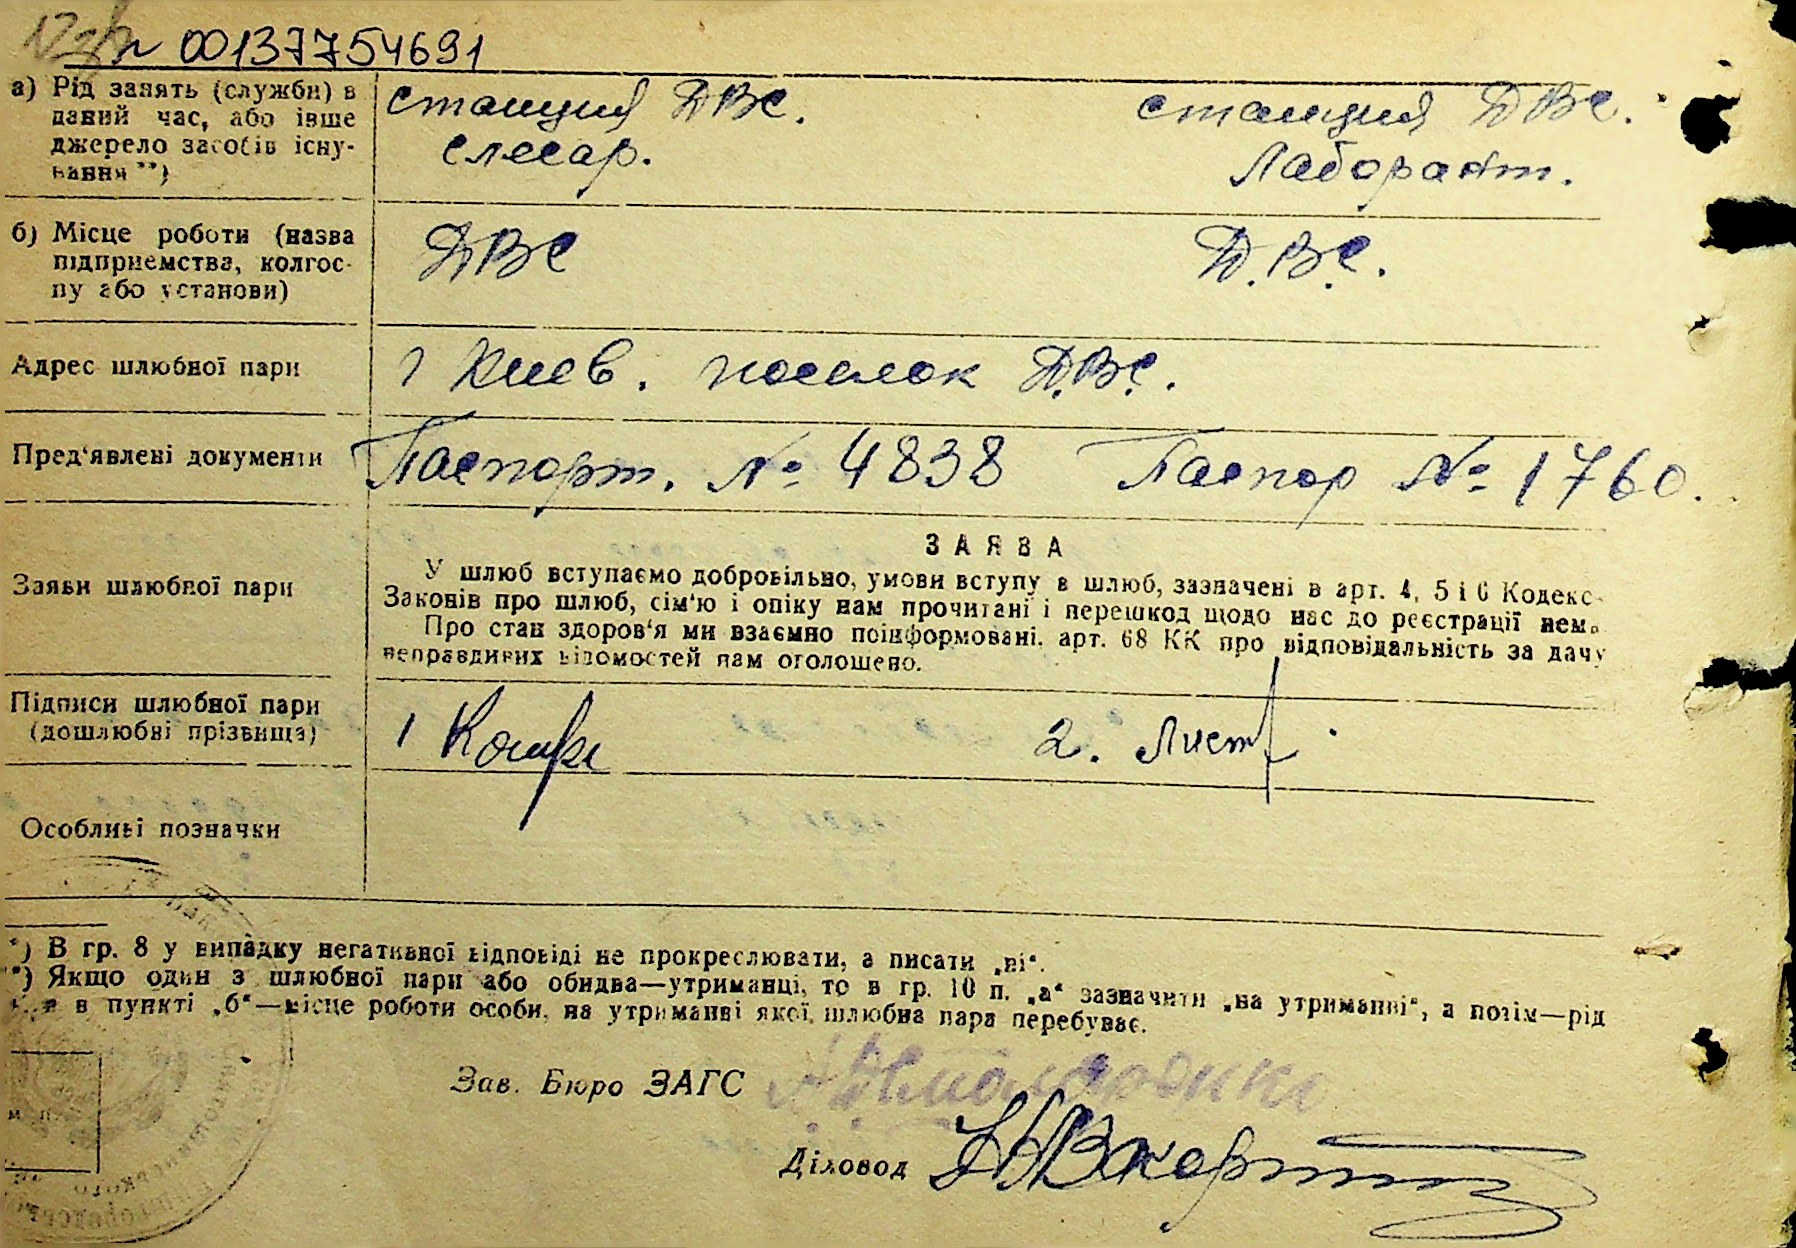 00137754691
а) Рід занять (служби) в даний час, або інше джерело засобів існування**)
станция ДВС. слесар.
станция ДВС. Лаборант.
б) Місце роботи (назва підприємства, колгоспу або установи)
ДВС
Д.В.С.
Адрес шлюбної пари
г Киев. поселок Д.В.С.
Пред'явлені документи
Паспорт. № 4838 Паспор № 1760.
Заяви шлюбної пари
ЗАЯВА
У шлюб вступаємо добровільно, умови вступу в шлюб, зазначені в арт. 4, 5 і 6 Кодекс
Законів про шлюб, сім'ю і опіку нам прочитані і перешкод щодо нас до реєстрації нема
Про стан здоров'я ми взаємно поінформовані, арт. 68 КК про відповідальність за дачу
неправдивих відомостей нам оголошено.
Підписи шлюбної пари
(дошлюбні прізвища)
1
2. Лист
Особливі позначки
*) В гр. 8 у випадку негативної відповіді не прокреслювати, а писати „ні“.
**) Якщо один з шлюбної пари або обидва—утриманці, то в гр. 10 п. „а“ зазначити „на утриманні“, а потім—рід
в пункті „б“—місце роботи особи, на утриманні якої шлюбна пара перебуває.
Зав. Бюро ЗАГС
Діловод